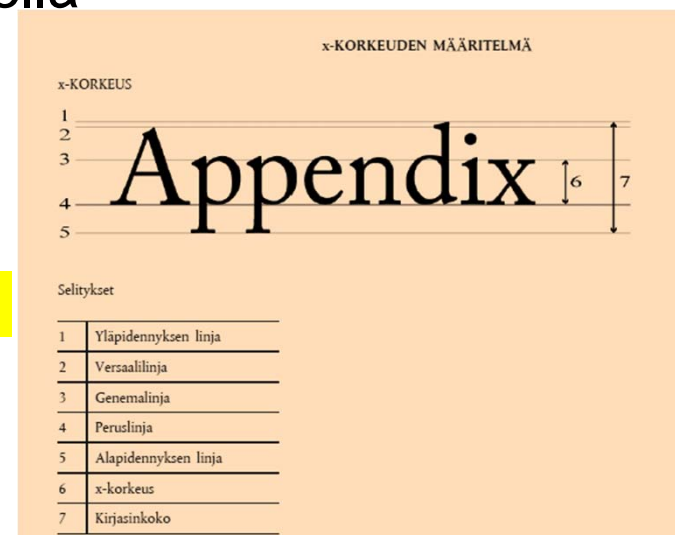 x-KORKEUDEN MÄÄRITELMÄ
x-KORKEUS
1
2
3
4
5
Appendix
6
7
Selitykset
1 Yläpidennyksen linja
2 Versaalilinja
3 Genemalinja
4 Peruslinja
5 Alapidennyksen linja
6 x-korkeus
7 Kirjasinkoko